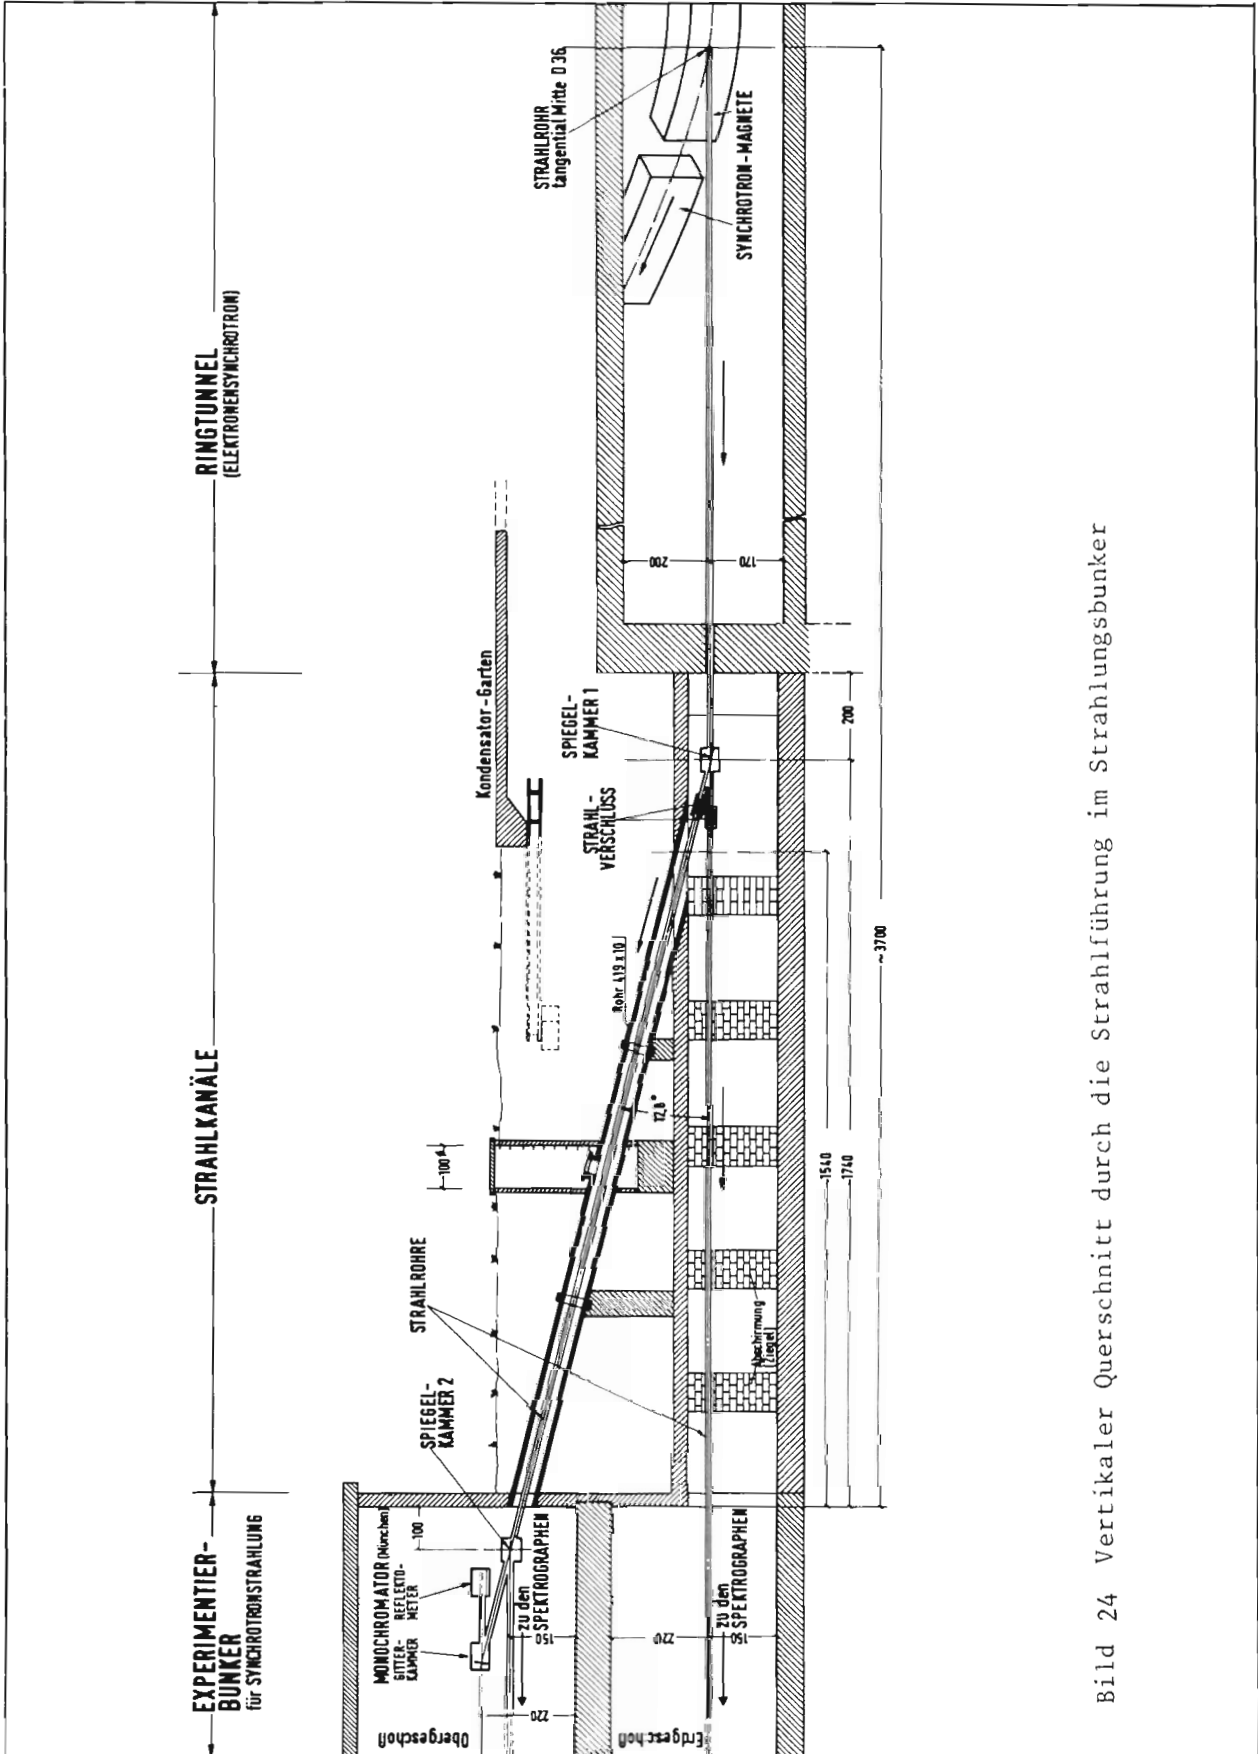 EXPERIMENTIER-
BUNKER
für SYNCHROTRONSTRAHLUNG
STRAHLKANÄLE
RINGTUNNEL
(ELEKTRONENSYNCHROTRON)
MONOCHROMATOR (München)
GITTER-
KAMMER
REFLEKTO-
METER
100
SPIEGEL-
KAMMER 2
STRAHLROHRE
100
Kondensator-Garten
SPIEGEL-
KAMMER 1
STRAHL-
VERSCHLUSS
Rohr 419 x 10
12,8°
STRAHLROHR
tangential Mitte D 36
SYNCHROTRON-MAGNETE
200
170
Obergeschoß
220
150
zu den
SPEKTROGRAPHEN
Erdgeschoß
220
150
zu den
SPEKTROGRAPHEN
Abschirmung
(Ziegel)
1540
1740
200
~3700
Bild 24 Vertikaler Querschnitt durch die Strahlführung im Strahlungsbunker